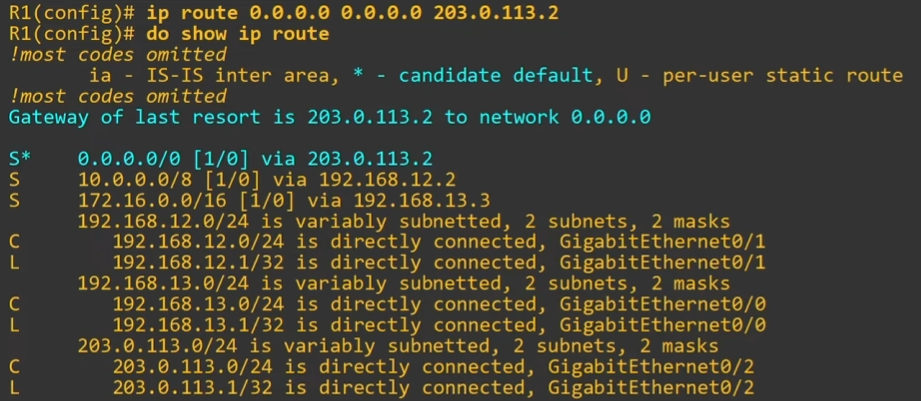 R1(config)# ip route 0.0.0.0 0.0.0.0 203.0.113.2
R1(config)# do show ip route
!most codes omitted
ia - IS-IS inter area, * - candidate default, U - per-user static route
!most codes omitted
Gateway of last resort is 203.0.113.2 to network 0.0.0.0
S* 0.0.0.0/0 [1/0] via 203.0.113.2
S 10.0.0.0/8 [1/0] via 192.168.12.2
S 172.16.0.0/16 [1/0] via 192.168.13.3
192.168.12.0/24 is variably subnetted, 2 subnets, 2 masks
C 192.168.12.0/24 is directly connected, GigabitEthernet0/1
L 192.168.12.1/32 is directly connected, GigabitEthernet0/1
192.168.13.0/24 is variably subnetted, 2 subnets, 2 masks
C 192.168.13.0/24 is directly connected, GigabitEthernet0/0
L 192.168.13.1/32 is directly connected, GigabitEthernet0/0
203.0.113.0/24 is variably subnetted, 2 subnets, 2 masks
C 203.0.113.0/24 is directly connected, GigabitEthernet0/2
L 203.0.113.1/32 is directly connected, GigabitEthernet0/2